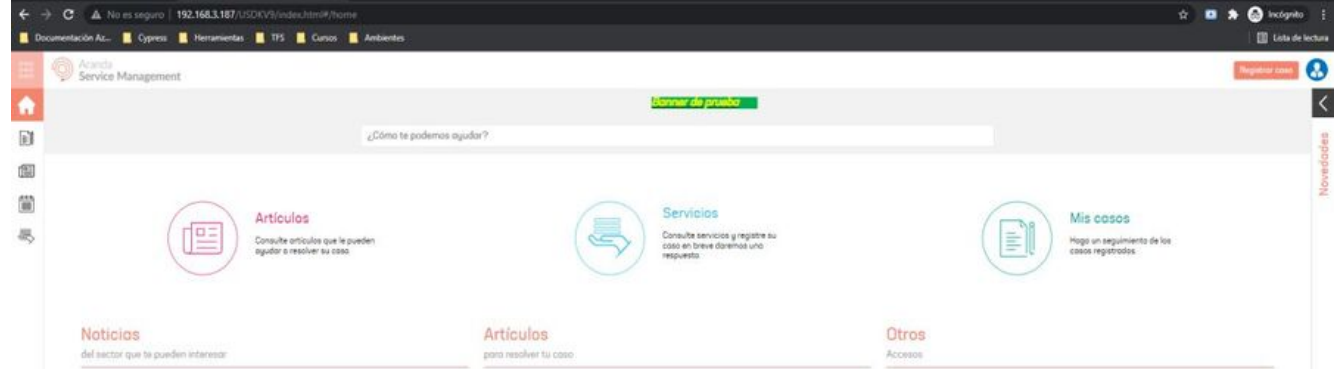 No es seguro | 192.168.3.187/USDKV9/index.html#/home
Incógnito
Documentación Az...
Cypress
Herramientas
TFS
Cursos
Ambientes
Lista de lectura
Aranda
Service Management
Registrar caso
Banner de prueba
¿Cómo te podemos ayudar?
Novedades
Artículos
Consulte artículos que le pueden
ayudar a resolver su caso.
Servicios
Consulte servicios y registre su
caso en breve daremos una
respuesta.
Mis casos
Haga un seguimiento de los
casos registrados.
Noticias
del sector que te pueden interesar
Artículos
para resolver tu caso
Otros
Accesos